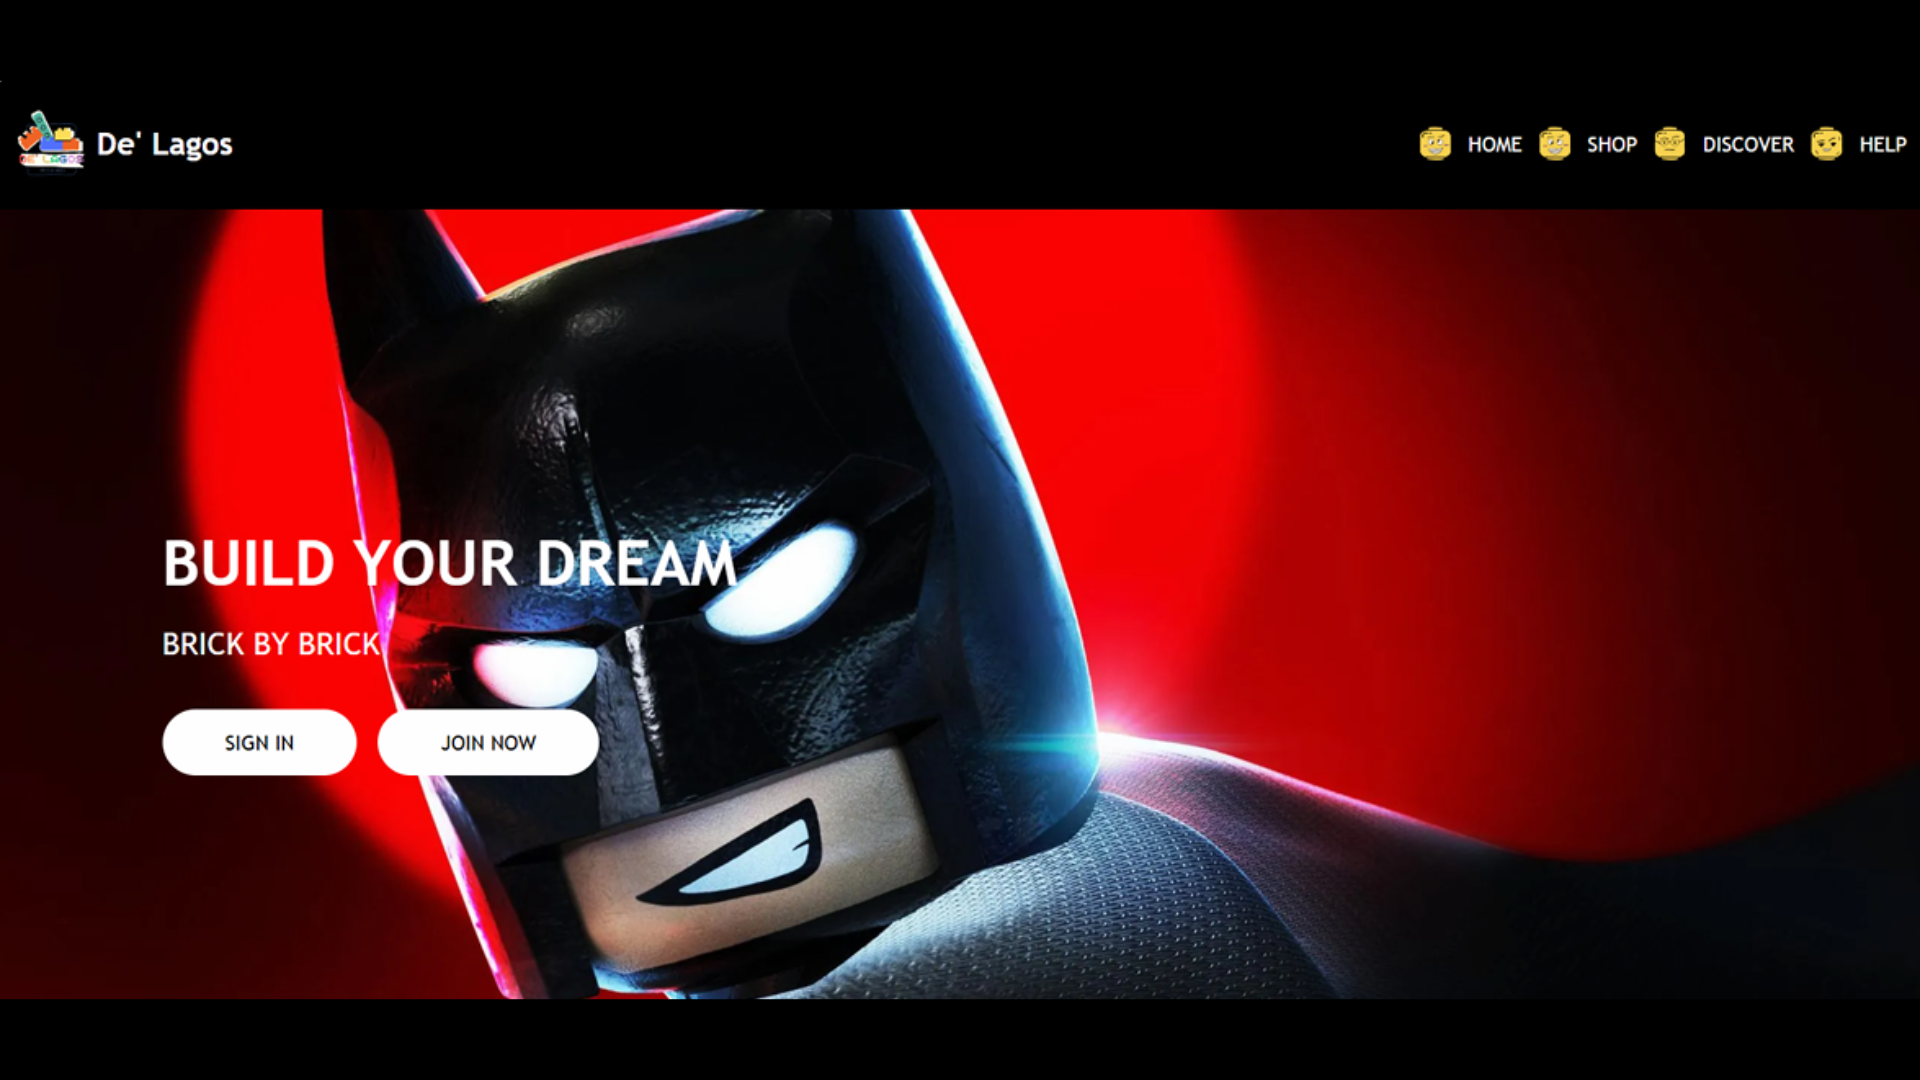 De' Lagos
HOME SHOP DISCOVER HELP
BUILD YOUR DREAM
BRICK BY BRICK
SIGN IN JOIN NOW